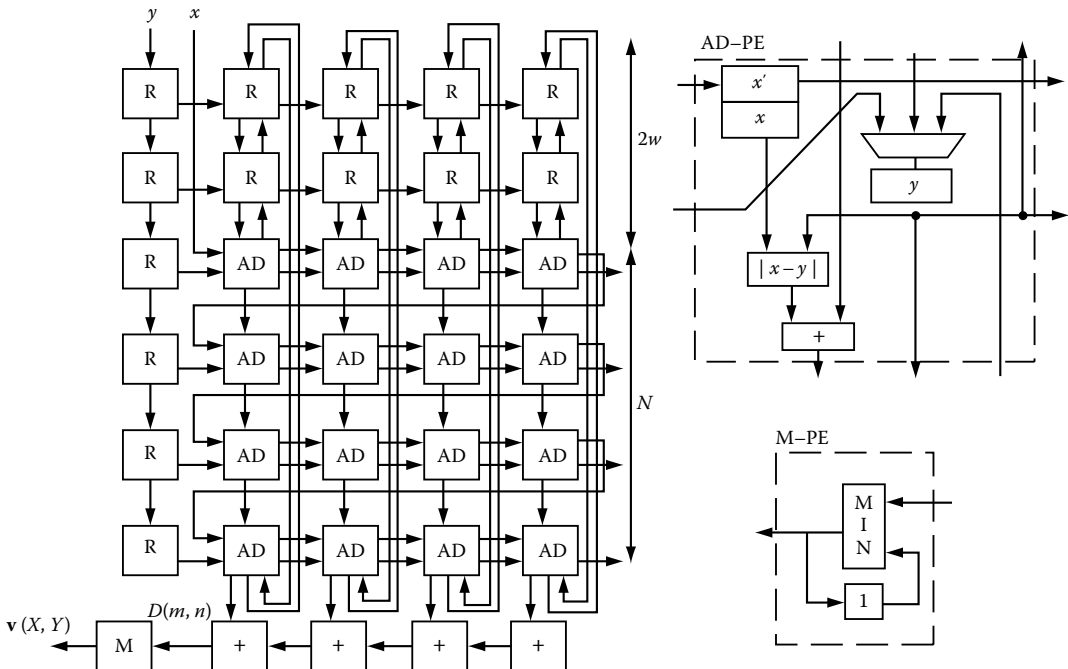 y x
R R R R R
2w
R R R R R
R AD AD AD AD
R AD AD AD AD
N
R AD AD AD AD
R AD AD AD AD
D(m, n)
v (X, Y)
M + + + +
AD–PE
x′
x
y
| x – y |
+
M–PE
M
I
N
1